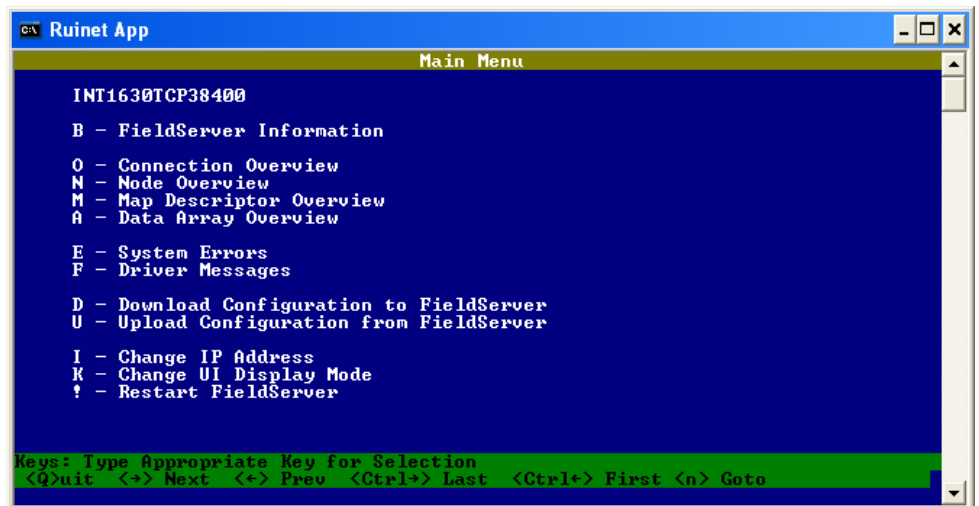 Ruinet App
Main Menu
INT1630TCP38400
B - FieldServer Information
O - Connection Overview
N - Node Overview
M - Map Descriptor Overview
A - Data Array Overview
E - System Errors
F - Driver Messages
D - Download Configuration to FieldServer
U - Upload Configuration from FieldServer
I - Change IP Address
K - Change UI Display Mode
! - Restart FieldServer
Keys: Type Appropriate Key for Selection
<Q>uit <→> Next <←> Prev <Ctrl→> Last <Ctrl←> First <n> Goto